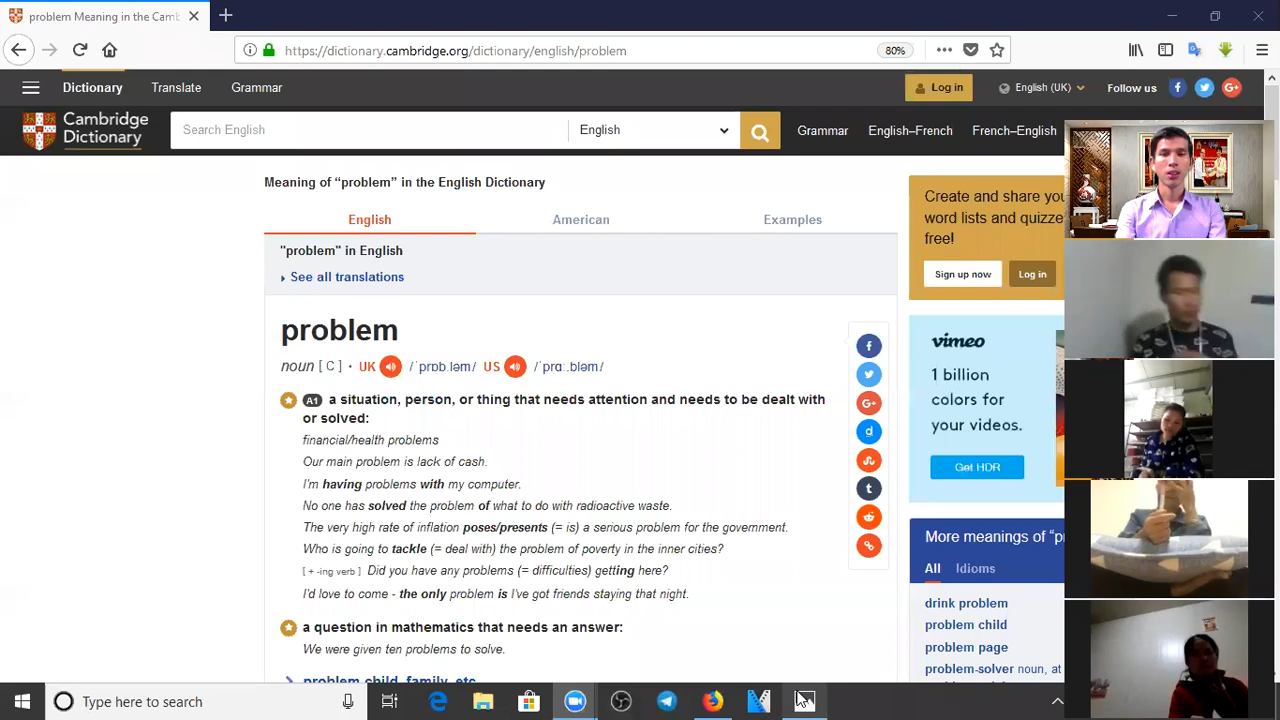 problem Meaning in the Camb
https://dictionary.cambridge.org/dictionary/english/problem
80%
Dictionary Translate Grammar
Log in
English (UK)
Follow us
Cambridge
Dictionary
Search English
English
Grammar English–French French–English
Meaning of “problem” in the English Dictionary
English American Examples
"problem" in English
See all translations
problem
noun [ C ] · UK /ˈprɒb.ləm/ US /ˈprɑː.bləm/
A1 a situation, person, or thing that needs attention and needs to be dealt with
or solved:
financial/health problems
Our main problem is lack of cash.
I'm having problems with my computer.
No one has solved the problem of what to do with radioactive waste.
The very high rate of inflation poses/presents (= is) a serious problem for the government.
Who is going to tackle (= deal with) the problem of poverty in the inner cities?
[ + -ing verb ] Did you have any problems (= difficulties) getting here?
I'd love to come - the only problem is I've got friends staying that night.
a question in mathematics that needs an answer:
We were given ten problems to solve.
problem child, family, etc.
Create and share you
word lists and quizze
free!
Sign up now
Log in
vimeo
1 billion
colors for
your videos.
Get HDR
More meanings of “pr
All Idioms
drink problem
problem child
problem page
problem-solver noun, at
Type here to search